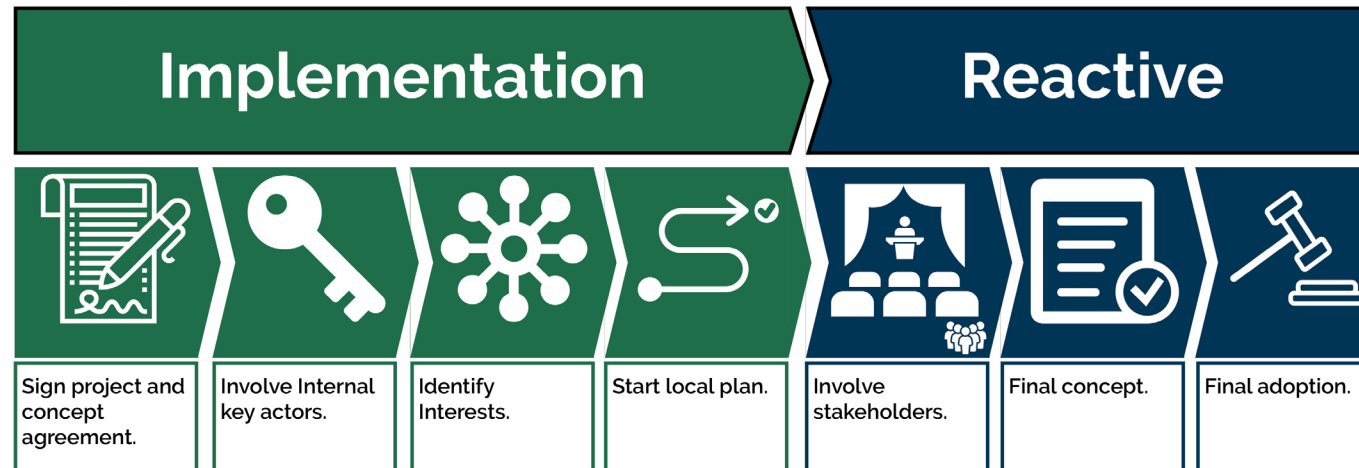 Implementation
Reactive
Sign project and
concept
agreement.
Involve Internal
key actors.
Identify
Interests.
Start local plan.
Involve
stakeholders.
Final concept.
Final adoption.